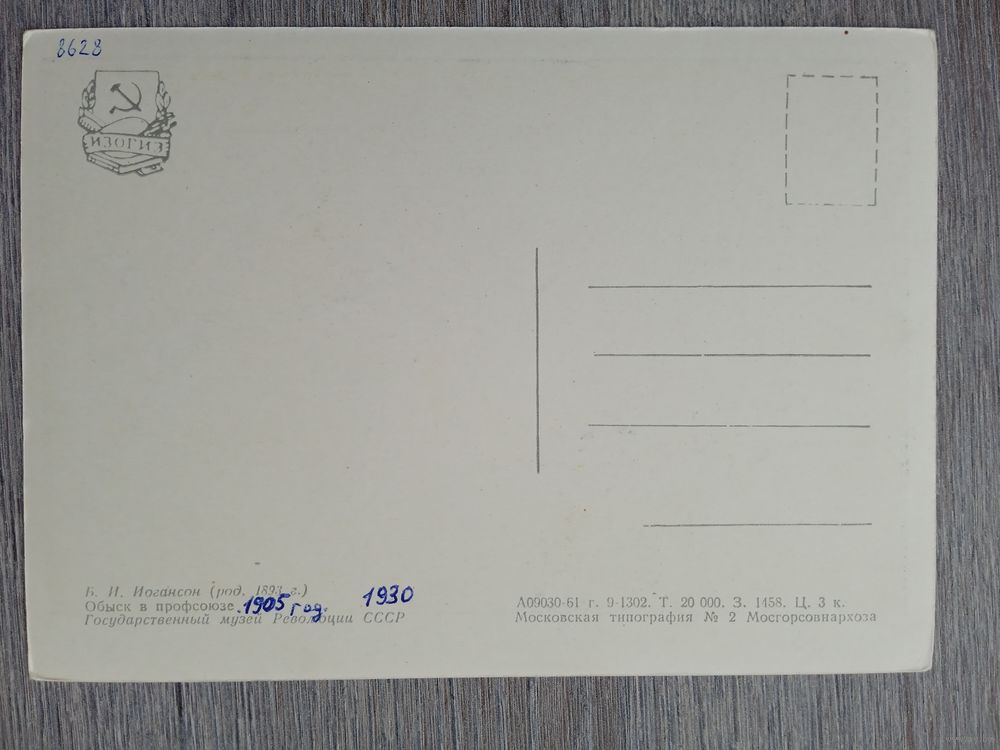 8628
ИЗОГИЗ
Б. И. Иогансон (род. 1893 г.)
Обыск в профсоюзе. 1905 год. 1930
Государственный музей Революции СССР
А09030-61 г. 9-1302. Т. 20 000. З. 1458. Ц. 3 к.
Московская типография № 2 Мосгорсовнархоза